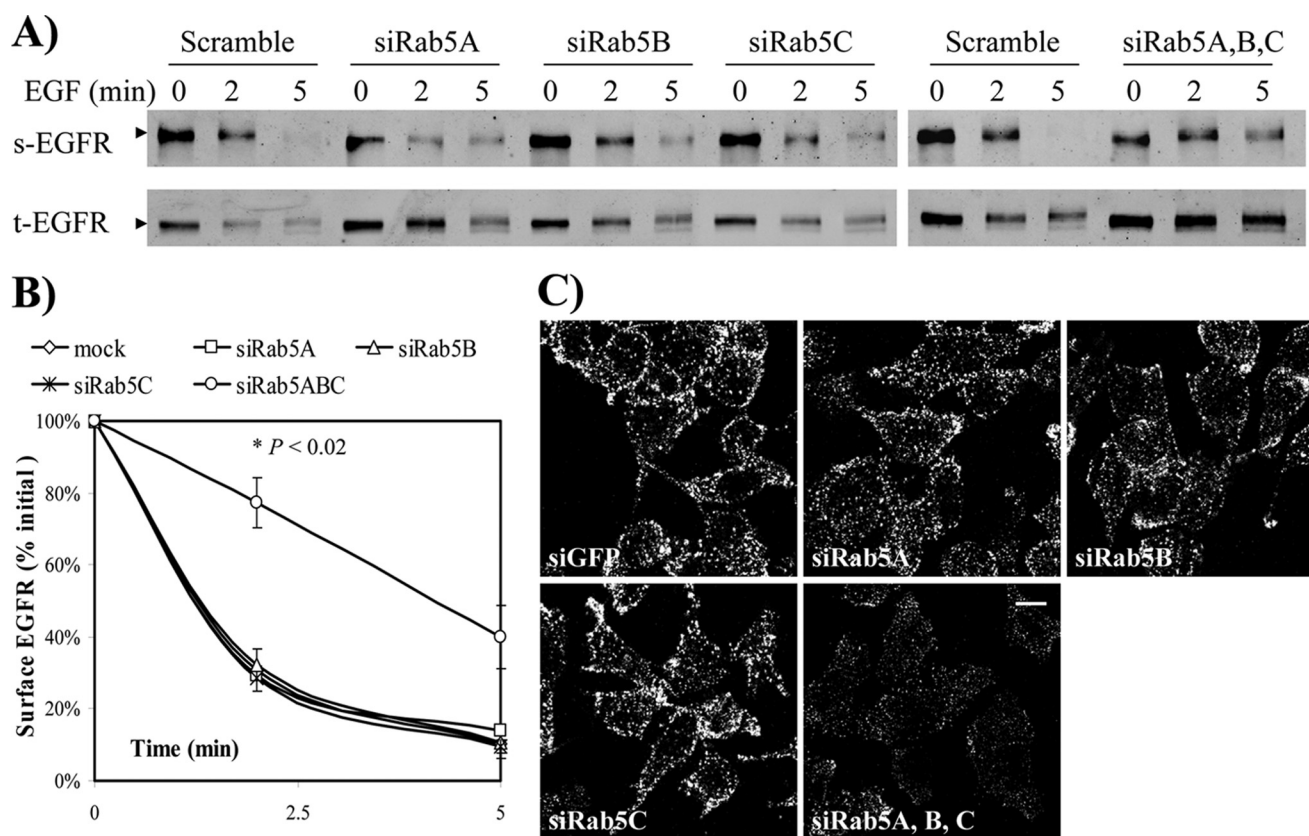 A)
Scramble siRab5A siRab5B siRab5C Scramble siRab5A,B,C
EGF (min) 0 2 5 0 2 5 0 2 5 0 2 5 0 2 5 0 2 5
s-EGFR
t-EGFR
B)
mock siRab5A siRab5B
siRab5C siRab5ABC
100%
80%
60%
40%
20%
0%
Surface EGFR (% initial)
* P < 0.02
Time (min)
0 2.5 5
C)
siGFP siRab5A siRab5B
siRab5C siRab5A, B, C